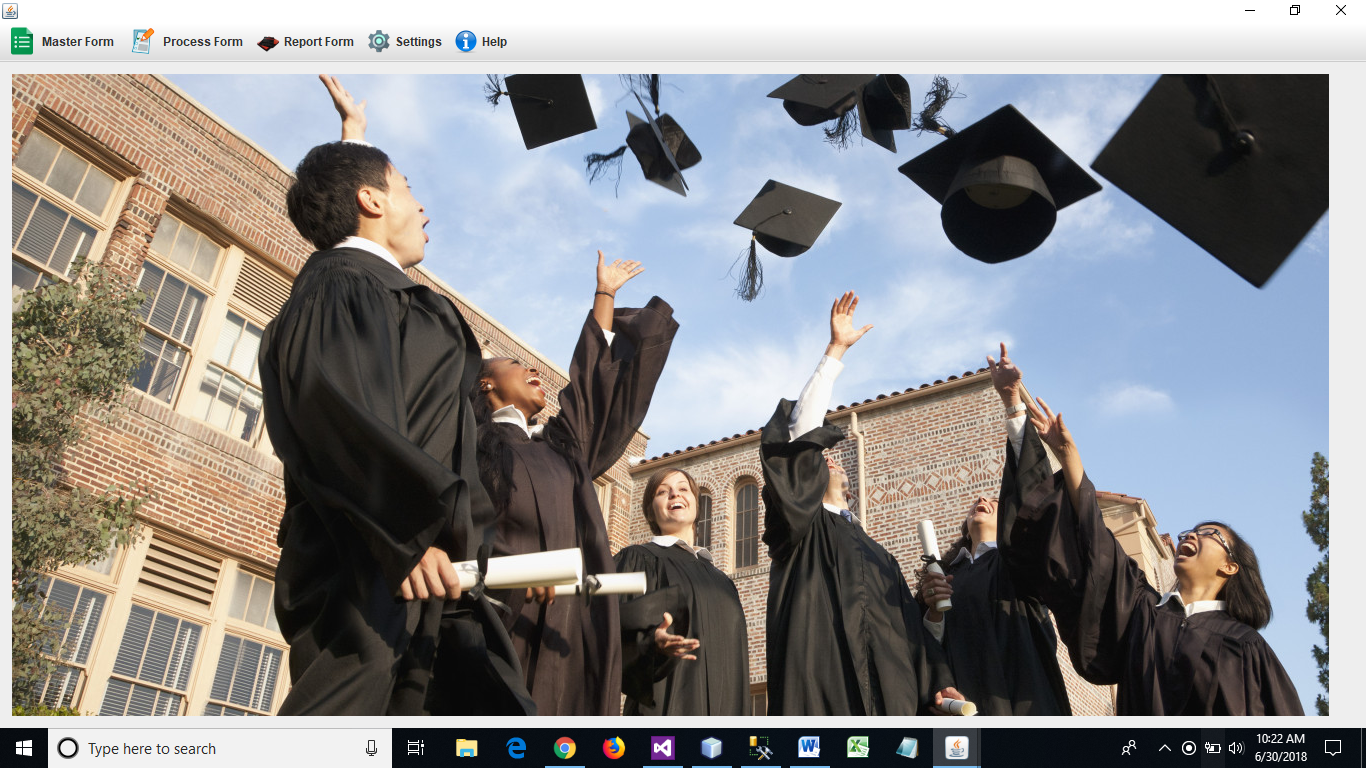 Master Form Process Form Report Form Settings Help
Type here to search
10:22 AM
6/30/2018